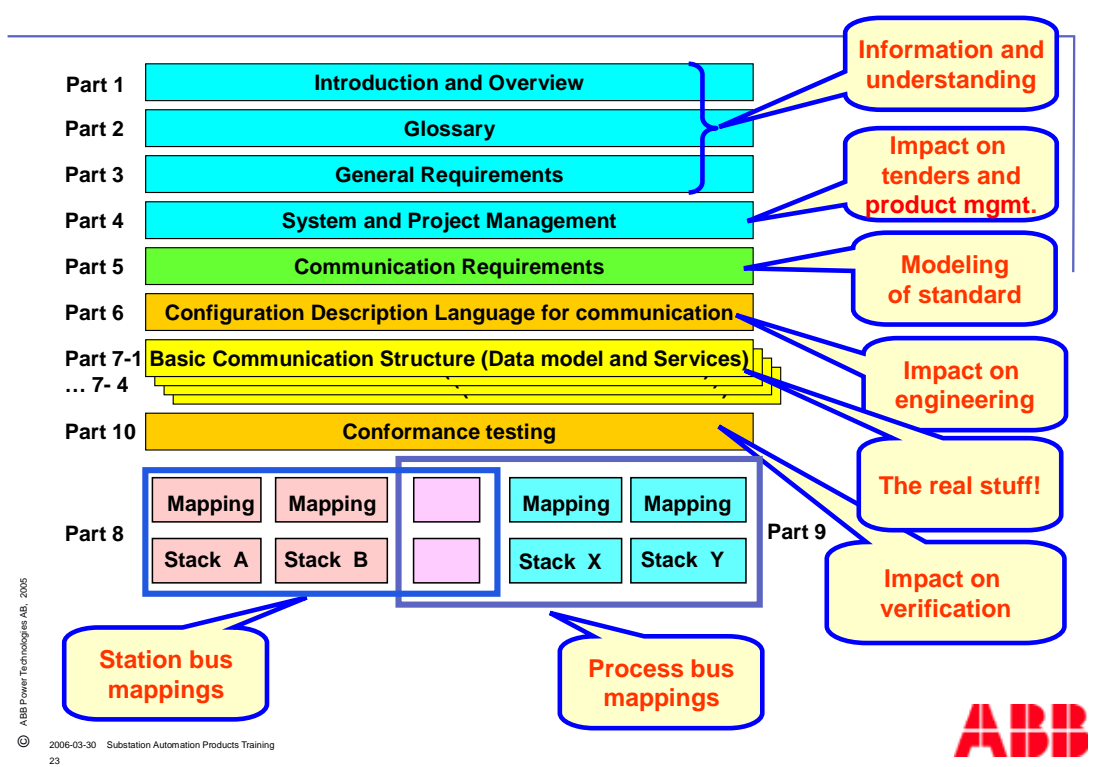 Information and
understanding
Part 1
Introduction and Overview
Part 2
Glossary
Part 3
General Requirements
Impact on
tenders and
product mgmt.
Part 4
System and Project Management
Part 5
Communication Requirements
Modeling
of standard
Part 6
Configuration Description Language for communication
Part 7-1
… 7- 4
Basic Communication Structure (Data model and Services)
Impact on
engineering
Part 10
Conformance testing
The real stuff!
Part 8
Mapping
Mapping
Mapping
Mapping
Stack A
Stack B
Stack X
Stack Y
Part 9
Impact on
verification
Station bus
mappings
Process bus
mappings
© ABB Power Technologies AB, 2005
2006-03-30 Substation Automation Products Training
23
ABB